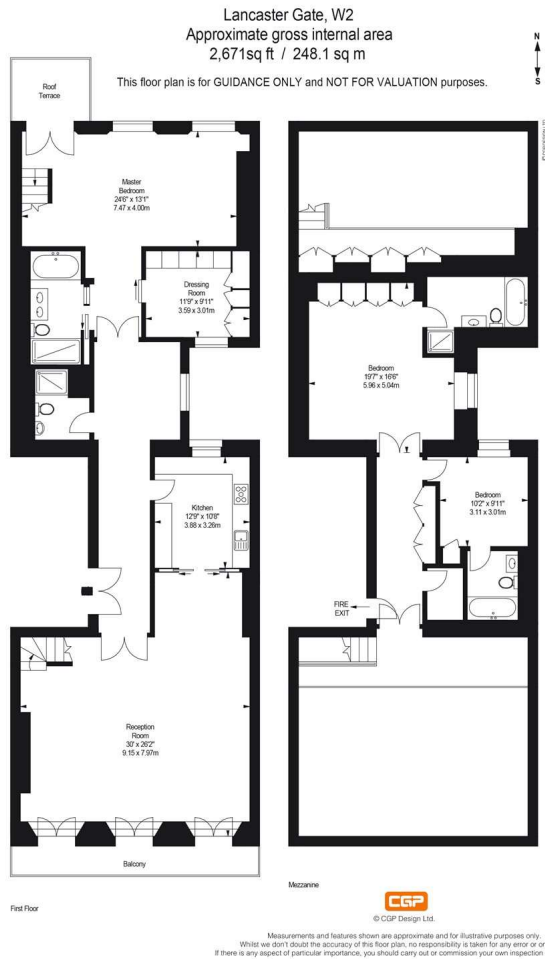 Lancaster Gate, W2
Approximate gross internal area
2,671sq ft / 248.1 sq m
This floor plan is for GUIDANCE ONLY and NOT FOR VALUATION purposes.
N
S
Roof
Terrace
Master
Bedroom
24'6" x 13'1"
7.47 x 4.00m
Dressing
Room
11'9" x 9'11"
3.59 x 3.01m
Kitchen
12'9" x 10'8"
3.88 x 3.26m
Reception
Room
30' x 26'2"
9.15 x 7.97m
Balcony
First Floor
Bedroom
19'7" x 16'6"
5.96 x 5.04m
Bedroom
10'2" x 9'11"
3.11 x 3.01m
FIRE
EXIT
Mezzanine
CGP
© CGP Design Ltd.
Measurements and features shown are approximate and for illustrative purposes only.
Whilst we don't doubt the accuracy of this floor plan, no responsibility is taken for any error or or
If there is any aspect of particular importance, you should carry out or commission your own inspection